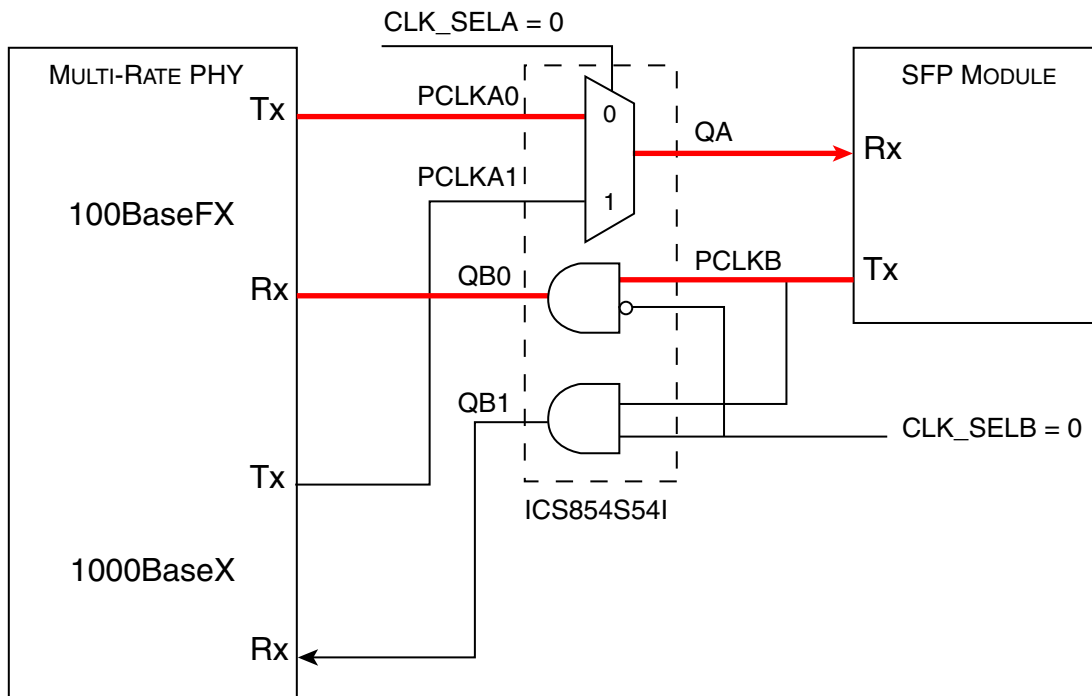 CLK_SELA = 0
MULTI-RATE PHY
SFP MODULE
Tx
PCLKA0
0
QA
Rx
PCLKA1
1
100BaseFX
PCLKB
Tx
QB0
Rx
QB1
CLK_SELB = 0
Tx
ICS854S54I
1000BaseX
Rx